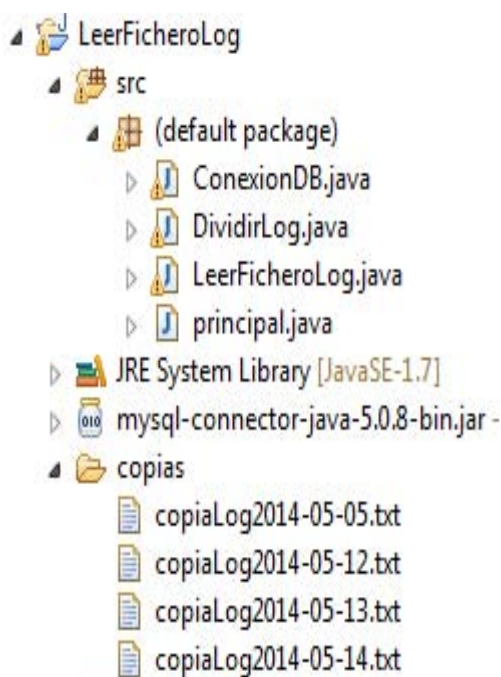 LeerFicheroLog
src
(default package)
ConexionDB.java
DividirLog.java
LeerFicheroLog.java
principal.java
JRE System Library [JavaSE-1.7]
mysql-connector-java-5.0.8-bin.jar -
copias
copiaLog2014-05-05.txt
copiaLog2014-05-12.txt
copiaLog2014-05-13.txt
copiaLog2014-05-14.txt